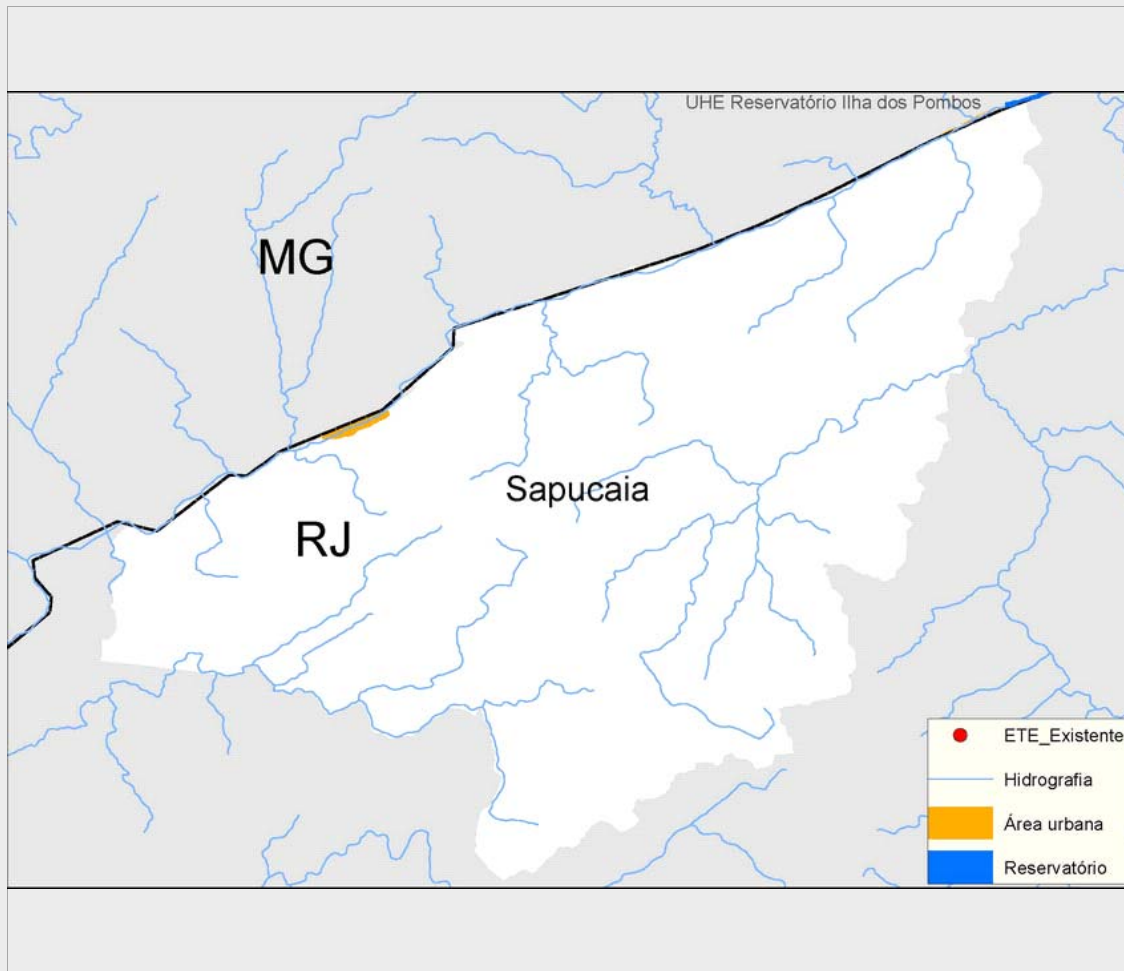 UHE Reservatório Ilha dos Pombos
MG
Sapucaia
RJ
ETE_Existente
Hidrografia
Área urbana
Reservatório